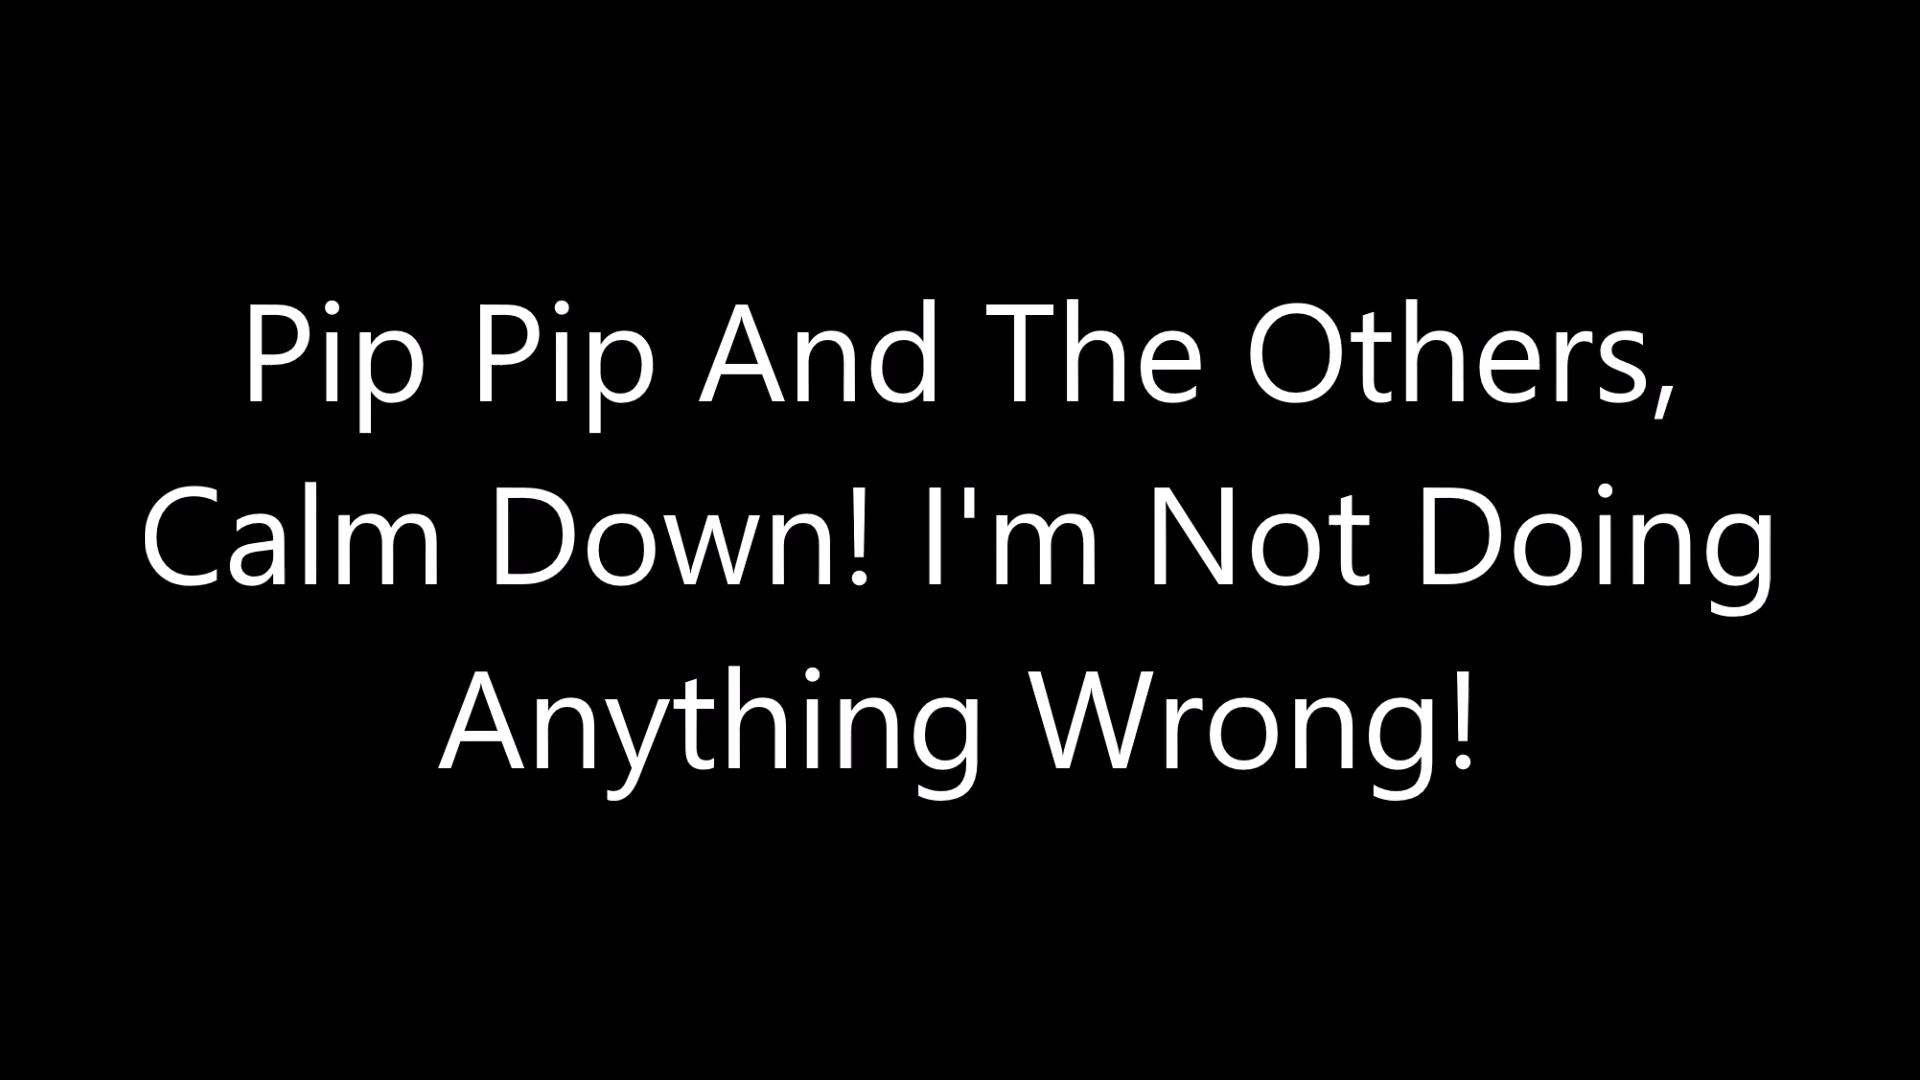 Pip Pip And The Others,
Calm Down! I'm Not Doing
Anything Wrong!